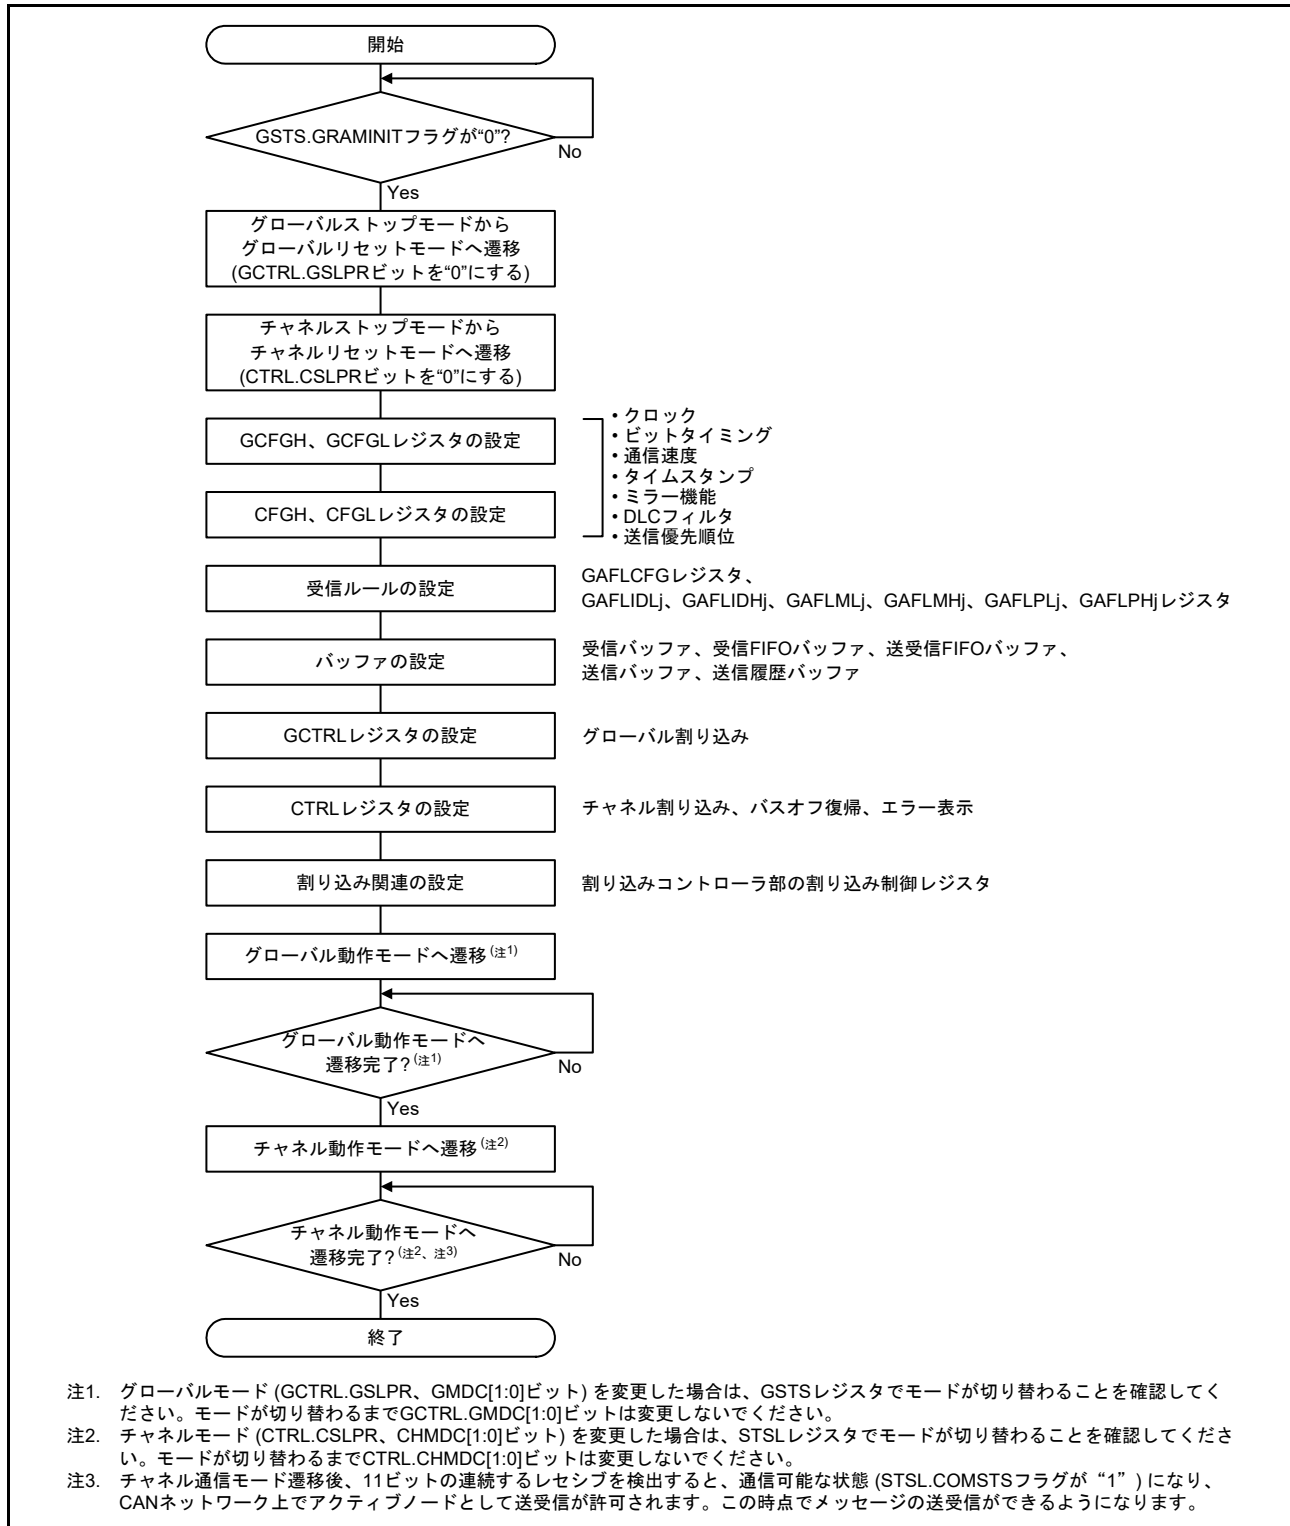 開始
GSTS.GRAMINITフラグが“0”?
No
Yes
グローバルストップモードから
グローバルリセットモードへ遷移
(GCTRL.GSLPRビットを“0”にする)
チャネルストップモードから
チャネルリセットモードへ遷移
(CTRL.CSLPRビットを“0”にする)
GCFGH、GCFGLレジスタの設定
CFGH、CFGLレジスタの設定
・クロック
・ビットタイミング
・通信速度
・タイムスタンプ
・ミラー機能
・DLCフィルタ
・送信優先順位
受信ルールの設定
GAFLCFGレジスタ、
GAFLIDLj、GAFLIDHj、GAFLMLj、GAFLMHj、GAFLPLj、GAFLPHjレジスタ
バッファの設定
受信バッファ、受信FIFOバッファ、送受信FIFOバッファ、
送信バッファ、送信履歴バッファ
GCTRLレジスタの設定
グローバル割り込み
CTRLレジスタの設定
チャネル割り込み、バスオフ復帰、エラー表示
割り込み関連の設定
割り込みコントローラ部の割り込み制御レジスタ
グローバル動作モードへ遷移(注1)
グローバル動作モードへ
遷移完了?(注1)
No
Yes
チャネル動作モードへ遷移(注2)
チャネル動作モードへ
遷移完了?(注2、注3)
No
Yes
終了
注1. グローバルモード (GCTRL.GSLPR、GMDC[1:0]ビット) を変更した場合は、GSTSレジスタでモードが切り替わることを確認してく
ださい。モードが切り替わるまでGCTRL.GMDC[1:0]ビットは変更しないでください。
注2. チャネルモード (CTRL.CSLPR、CHMDC[1:0]ビット) を変更した場合は、STSLレジスタでモードが切り替わることを確認してくださ
い。モードが切り替わるまでCTRL.CHMDC[1:0]ビットは変更しないでください。
注3. チャネル通信モード遷移後、11ビットの連続するレセシブを検出すると、通信可能な状態 (STSL.COMSTSフラグが“1”) になり、
CANネットワーク上でアクティブノードとして送受信が許可されます。この時点でメッセージの送受信ができるようになります。